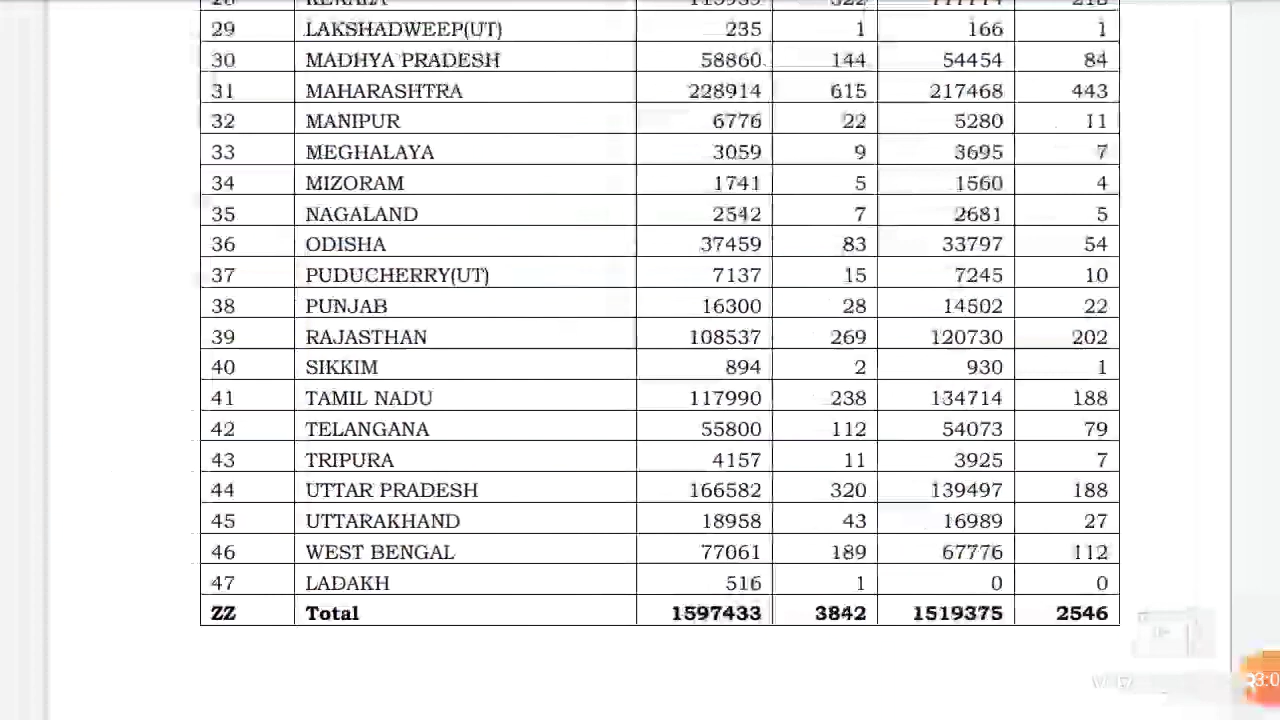 29 LAKSHADWEEP(UT) 235 1 166 1
30 MADHYA PRADESH 58860 144 54454 84
31 MAHARASHTRA 228914 615 217468 443
32 MANIPUR 6776 22 5280 11
33 MEGHALAYA 3059 9 3695 7
34 MIZORAM 1741 5 1560 4
35 NAGALAND 2542 7 2681 5
36 ODISHA 37459 83 33797 54
37 PUDUCHERRY(UT) 7137 15 7245 10
38 PUNJAB 16300 28 14502 22
39 RAJASTHAN 108537 269 120730 202
40 SIKKIM 894 2 930 1
41 TAMIL NADU 117990 238 134714 188
42 TELANGANA 55800 112 54073 79
43 TRIPURA 4157 11 3925 7
44 UTTAR PRADESH 166582 320 139497 188
45 UTTARAKHAND 18958 43 16989 27
46 WEST BENGAL 77061 189 67776 112
47 LADAKH 516 1 0 0
ZZ Total 1597433 3842 1519375 2546